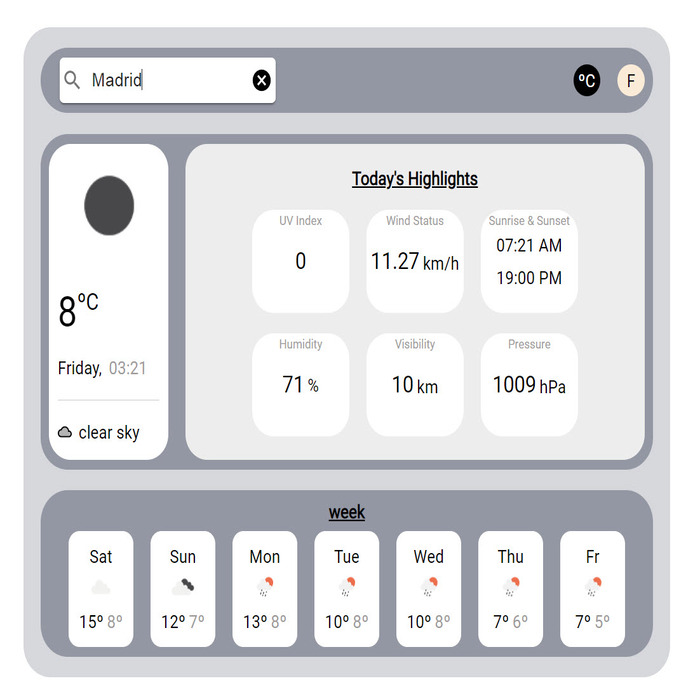 Madrid
ºC F
Today's Highlights
8ºC
Friday, 03:21
clear sky
UV Index
0
Wind Status
11.27 km/h
Sunrise & Sunset
07:21 AM
19:00 PM
Humidity
71 %
Visibility
10 km
Pressure
1009 hPa
week
Sat
15º 8º
Sun
12º 7º
Mon
13º 8º
Tue
10º 8º
Wed
10º 8º
Thu
7º 6º
Fr
7º 5º